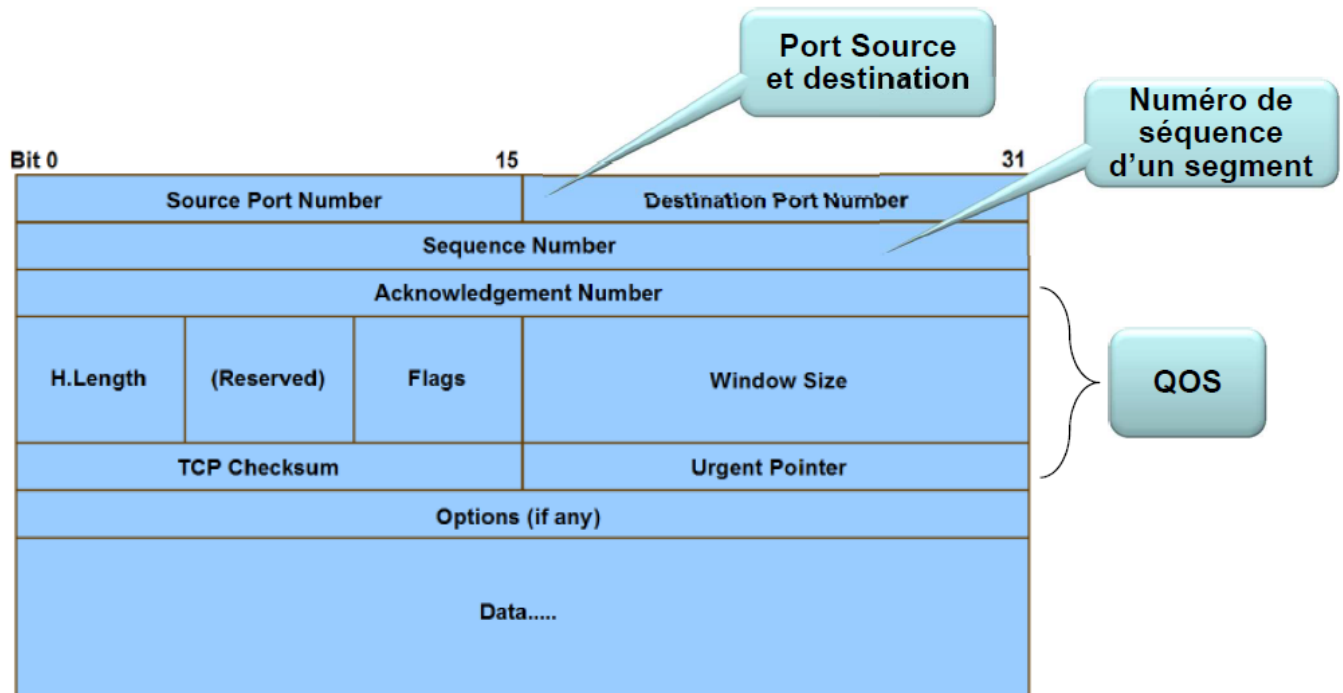 Port Source
et destination
Numéro de
séquence
d'un segment
Bit 0
15
31
Source Port Number
Destination Port Number
Sequence Number
Acknowledgement Number
H.Length
(Reserved)
Flags
Window Size
QOS
TCP Checksum
Urgent Pointer
Options (if any)
Data.....